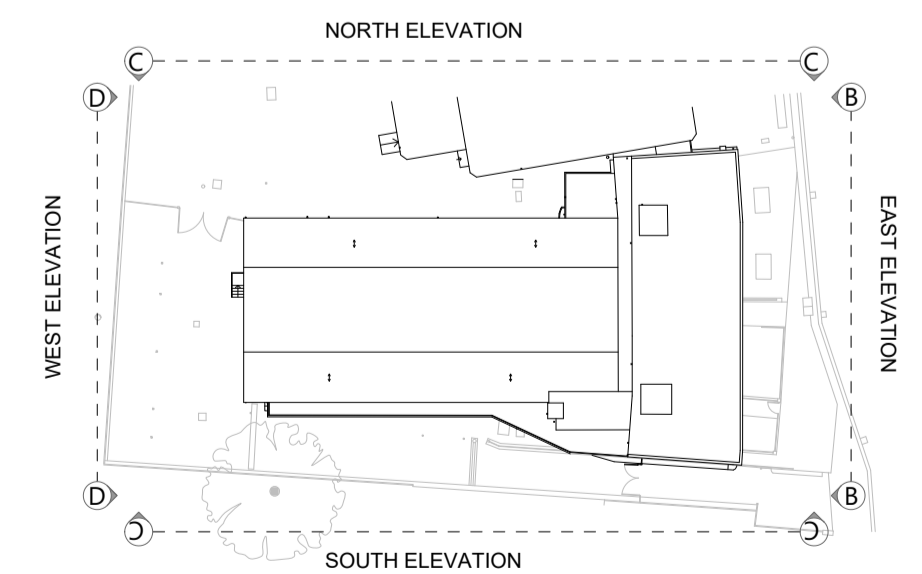 NORTH ELEVATION
C C
D B
WEST ELEVATION
EAST ELEVATION
D B
C C
SOUTH ELEVATION